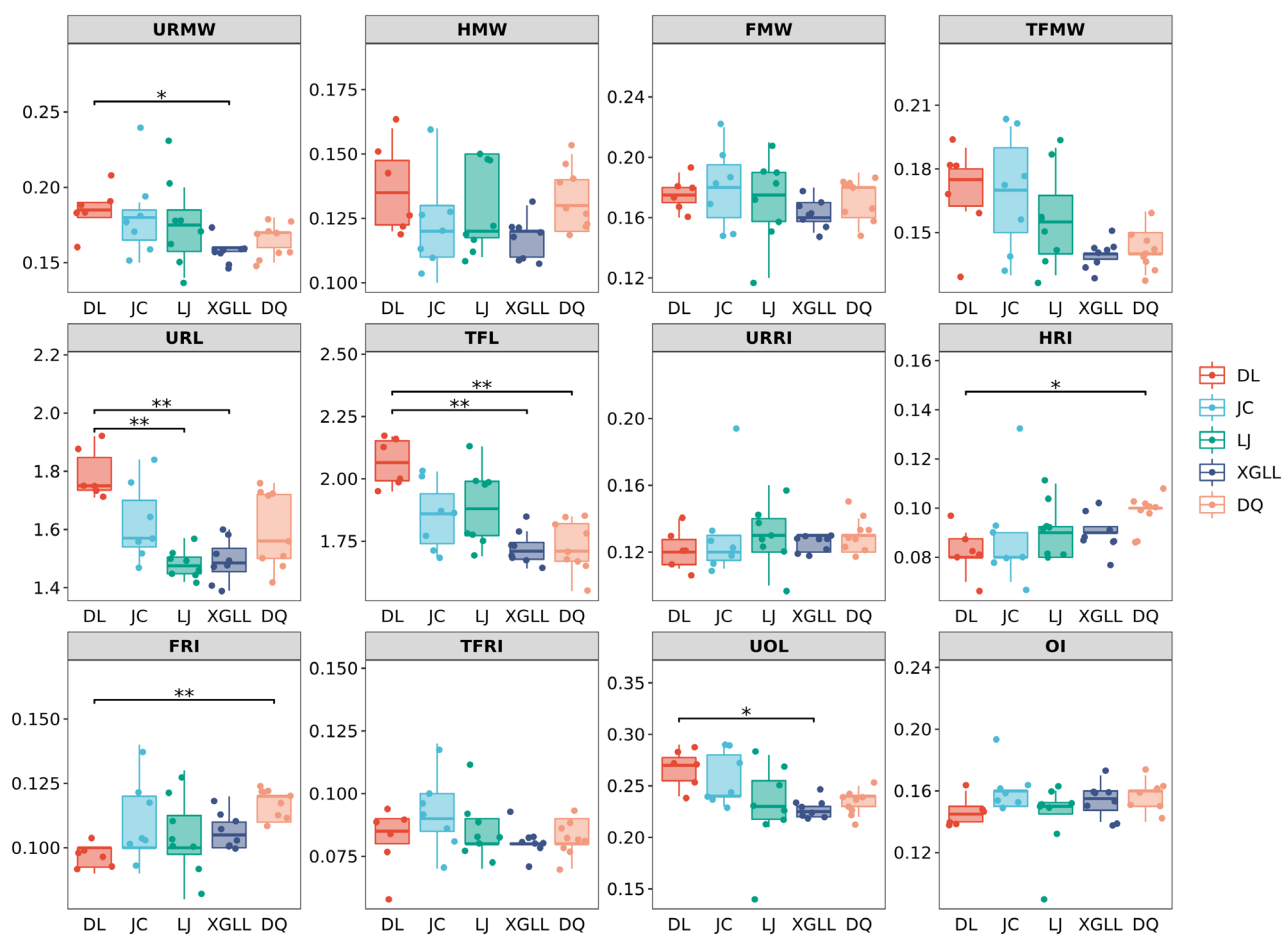 URMW HMW FMW TFMW
0.25
0.20
0.15
*
DL JC LJ XGLL DQ
0.175
0.150
0.125
0.100
DL JC LJ XGLL DQ
0.24
0.20
0.16
0.12
DL JC LJ XGLL DQ
0.21
0.18
0.15
DL JC LJ XGLL DQ
URL TFL URRI HRI
2.2
2.0
1.8
1.6
1.4
**
**
DL JC LJ XGLL DQ
2.50
2.25
2.00
1.75
**
**
DL JC LJ XGLL DQ
0.20
0.16
0.12
DL JC LJ XGLL DQ
0.16
0.14
0.12
0.10
0.08
*
DL JC LJ XGLL DQ
DL
JC
LJ
XGLL
DQ
FRI TFRI UOL OI
0.150
0.125
0.100
**
DL JC LJ XGLL DQ
0.150
0.125
0.100
0.075
DL JC LJ XGLL DQ
0.35
0.30
0.25
0.20
0.15
*
DL JC LJ XGLL DQ
0.24
0.20
0.16
0.12
DL JC LJ XGLL DQ